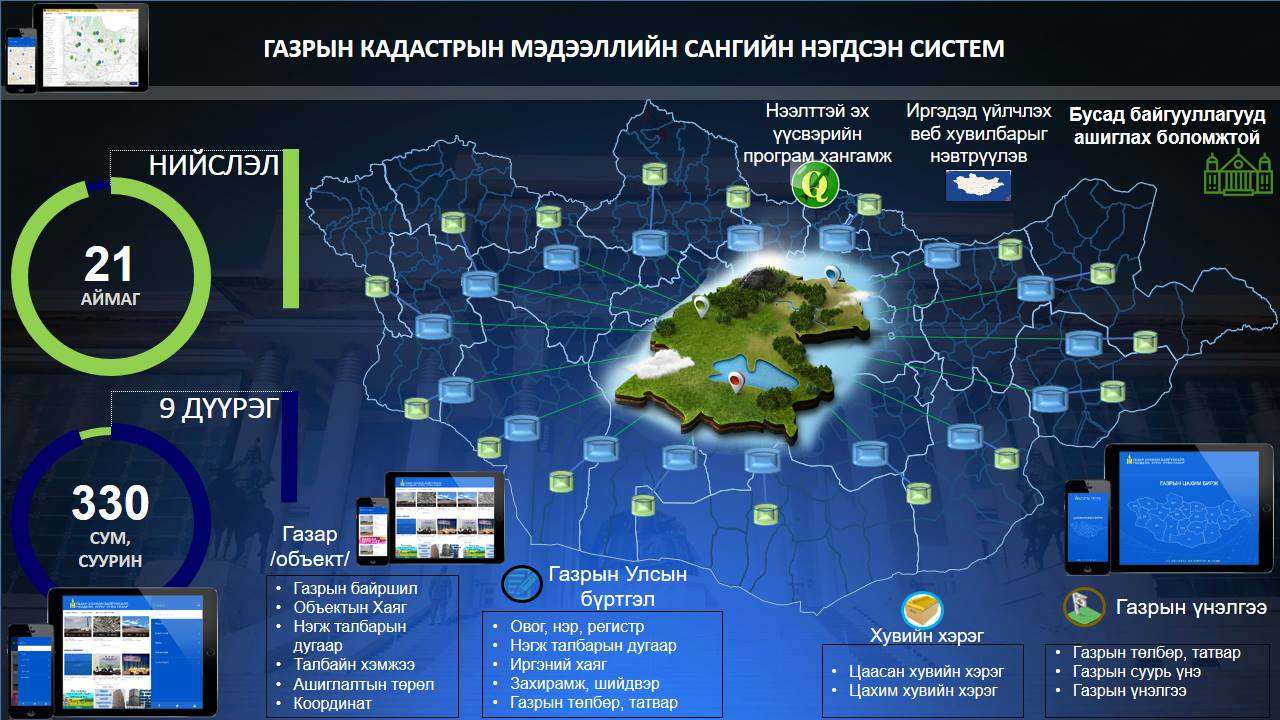 ГАЗРЫН КАДАСТРЫН МЭДЭЭЛЛИЙН САНГИЙН НЭГДСЭН СИСТЕМ
Нээлттэй эх
үүсвэрийн
програм хангамж
Иргэдэд үйлчлэх
веб хувилбарыг
нэвтрүүлэв
Бусад байгууллагууд
ашиглах боломжтой
НИЙСЛЭЛ
21
АЙМАГ
9 ДҮҮРЭГ
330
СУМ,
СУУРИН
Газар
/объект/
• Газрын байршил
Объектын Хаяг
• Нэгж талбарын
дугаар
• Талбайн хэмжээ
• Ашиглалтын төрөл
• Координат
Газрын Улсын
бүртгэл
• Овог, нэр, регистр
• Нэгж талбарын дугаар
• Иргэний хаяг
• Захирамж, шийдвэр
• Газрын төлбөр, татвар
Хувийн хэрэг
Цаасан хувийн хэрэг
Цахим хувийн хэрэг
ГАЗРЫН ЦАХИМ БИРЖ
Газрын үнэлгээ
• Газрын төлбөр, татвар
• Газрын суурь үнэ
• Газрын үнэлгээ